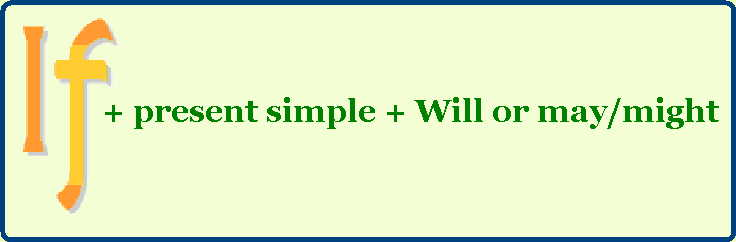 If + present simple + Will or may/might